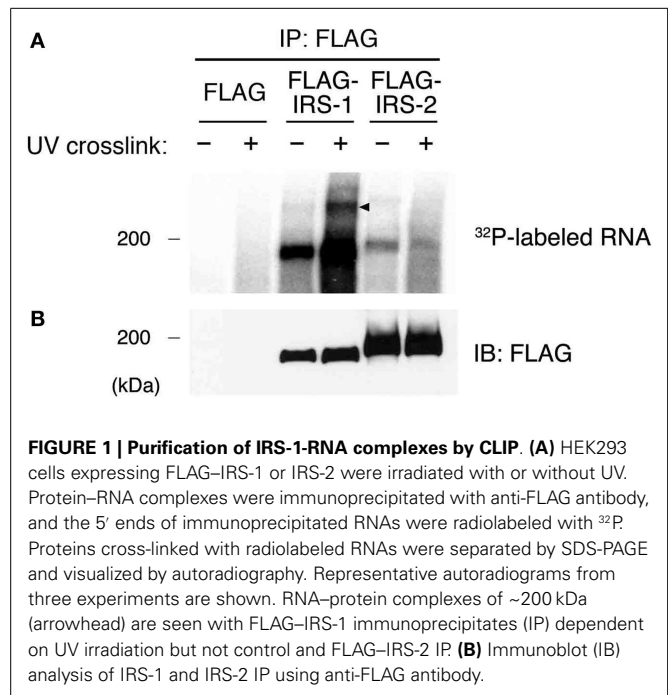 A
IP: FLAG
FLAG
FLAG-
IRS-1
FLAG-
IRS-2
UV crosslink: – + – + – +
200 –
³²P-labeled RNA
B
200 –
IB: FLAG
(kDa)
FIGURE 1 | Purification of IRS-1-RNA complexes by CLIP. (A) HEK293
cells expressing FLAG–IRS-1 or IRS-2 were irradiated with or without UV.
Protein–RNA complexes were immunoprecipitated with anti-FLAG antibody,
and the 5′ ends of immunoprecipitated RNAs were radiolabeled with ³²P.
Proteins cross-linked with radiolabeled RNAs were separated by SDS-PAGE
and visualized by autoradiography. Representative autoradiograms from
three experiments are shown. RNA–protein complexes of ~200 kDa
(arrowhead) are seen with FLAG–IRS-1 immunoprecipitates (IP) dependent
on UV irradiation but not control and FLAG–IRS-2 IP. (B) Immunoblot (IB)
analysis of IRS-1 and IRS-2 IP using anti-FLAG antibody.